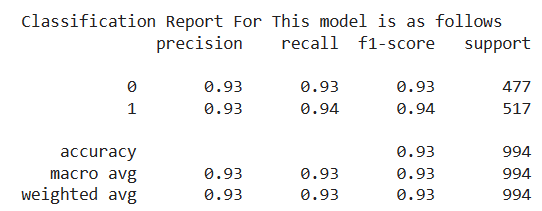 Classification Report For This model is as follows
precision recall f1-score support
0 0.93 0.93 0.93 477
1 0.93 0.94 0.94 517
accuracy 0.93 994
macro avg 0.93 0.93 0.93 994
weighted avg 0.93 0.93 0.93 994